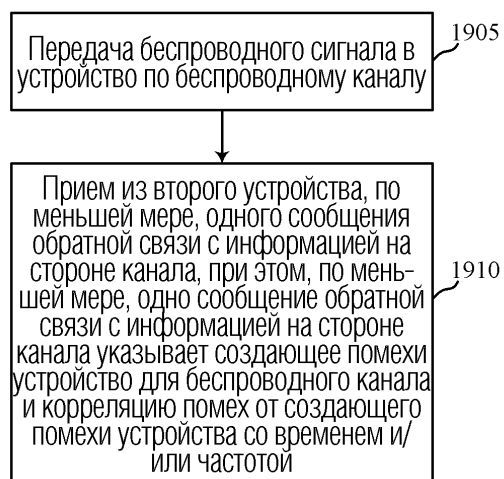 Передача беспроводного сигнала в
устройство по беспроводному каналу
1905
Прием из второго устройства, по
меньшей мере, одного сообщения
обратной связи с информацией на
стороне канала, при этом, по мень-
шей мере, одно сообщение обратной
связи с информацией на стороне
канала указывает создающее помехи
устройство для беспроводного канала
и корреляцию помех от создающего
помехи устройства со временем и/
или частотой
1910